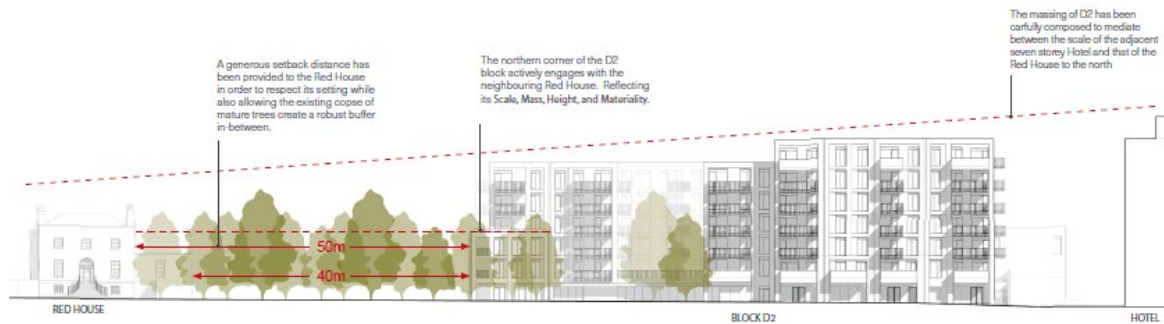 The massing of D2 has been
carfully composed to mediate
between the scale of the adjacent
seven storey Hotel and that of the
Red House to the north
A generous setback distance has
been provided to the Red House
in order to respect its setting while
also allowing the existing copse of
mature trees create a robust buffer
in-between.
The northern corner of the D2
block actively engages with the
neighbouring Red House. Reflecting
its Scale, Mass, Height, and Materiality.
50m
40m
RED HOUSE
BLOCK D2
HOTEL